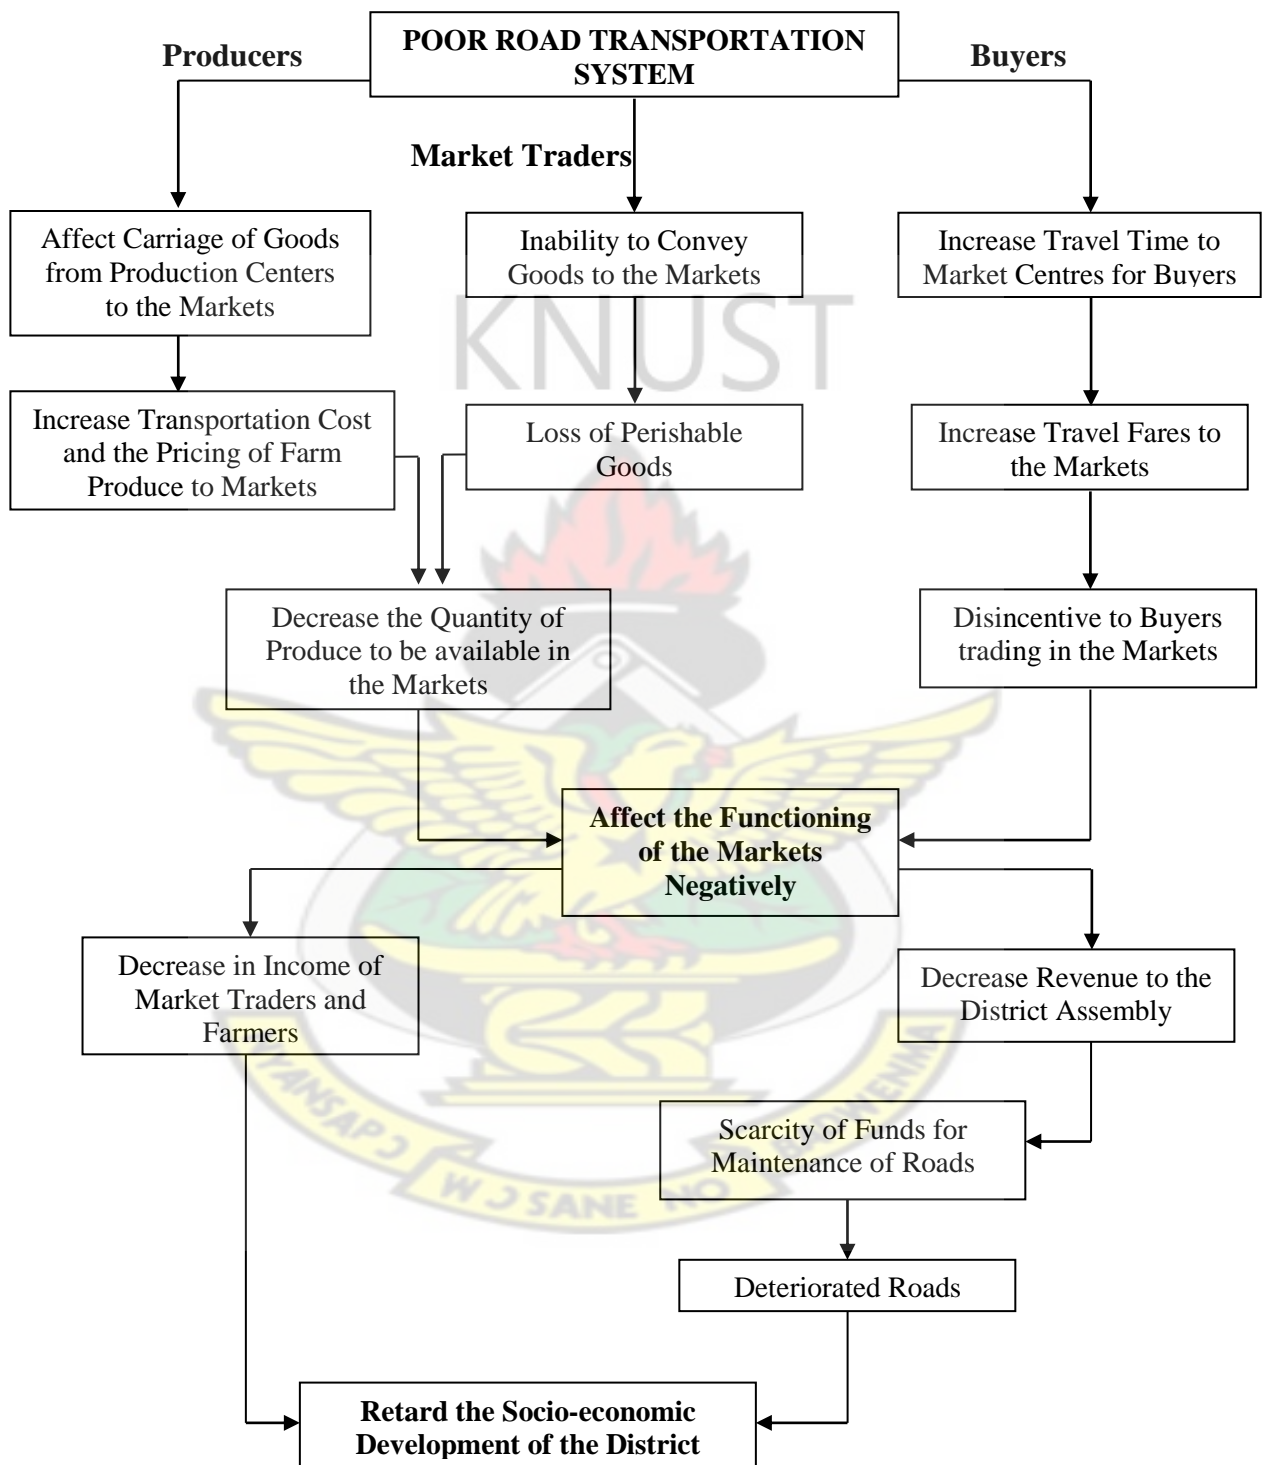 Producers
POOR ROAD TRANSPORTATION
SYSTEM
Buyers
Market Traders
Affect Carriage of Goods
from Production Centers
to the Markets
Inability to Convey
Goods to the Markets
Increase Travel Time to
Market Centres for Buyers
KNUST
Increase Transportation Cost
and the Pricing of Farm
Produce to Markets
Loss of Perishable
Goods
Increase Travel Fares to
the Markets
Decrease the Quantity of
Produce to be available in
the Markets
Disincentive to Buyers
trading in the Markets
Affect the Functioning
of the Markets
Negatively
Decrease in Income of
Market Traders and
Farmers
Decrease Revenue to the
District Assembly
Scarcity of Funds for
Maintenance of Roads
W Ɔ SANE NO
Deteriorated Roads
Retard the Socio-economic
Development of the District